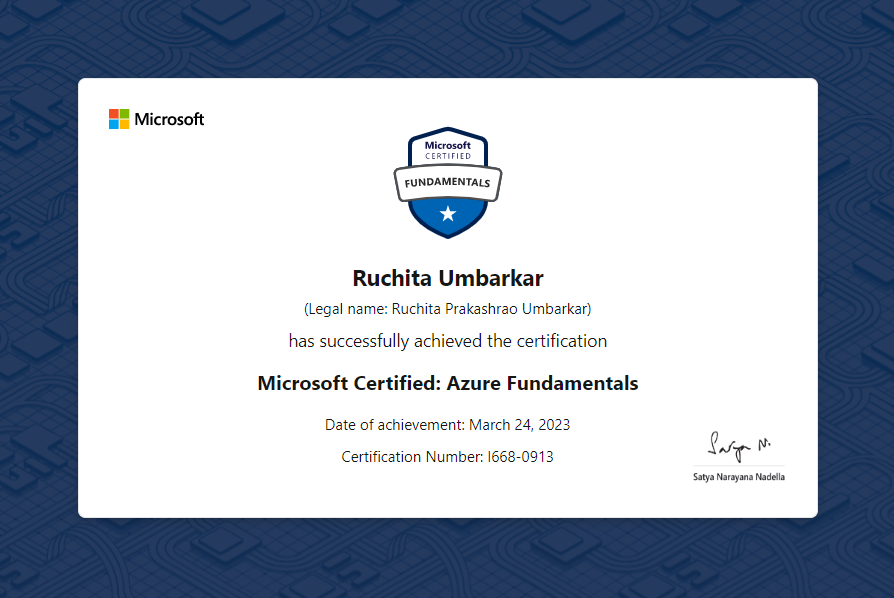 Microsoft
Microsoft
CERTIFIED
FUNDAMENTALS
Ruchita Umbarkar
(Legal name: Ruchita Prakashrao Umbarkar)
has successfully achieved the certification
Microsoft Certified: Azure Fundamentals
Date of achievement: March 24, 2023
Certification Number: I668-0913
Satya N.
Satya Narayana Nadella